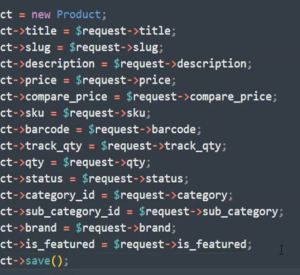 ct = new Product;
ct->title = $request->title;
ct->slug = $request->slug;
ct->description = $request->description;
ct->price = $request->price;
ct->compare_price = $request->compare_price;
ct->sku = $request->sku;
ct->barcode = $request->barcode;
ct->track_qty = $request->track_qty;
ct->qty = $request->qty;
ct->status = $request->status;
ct->category_id = $request->category;
ct->sub_category_id = $request->sub_category;
ct->brand = $request->brand;
ct->is_featured = $request->is_featured;
ct->save();